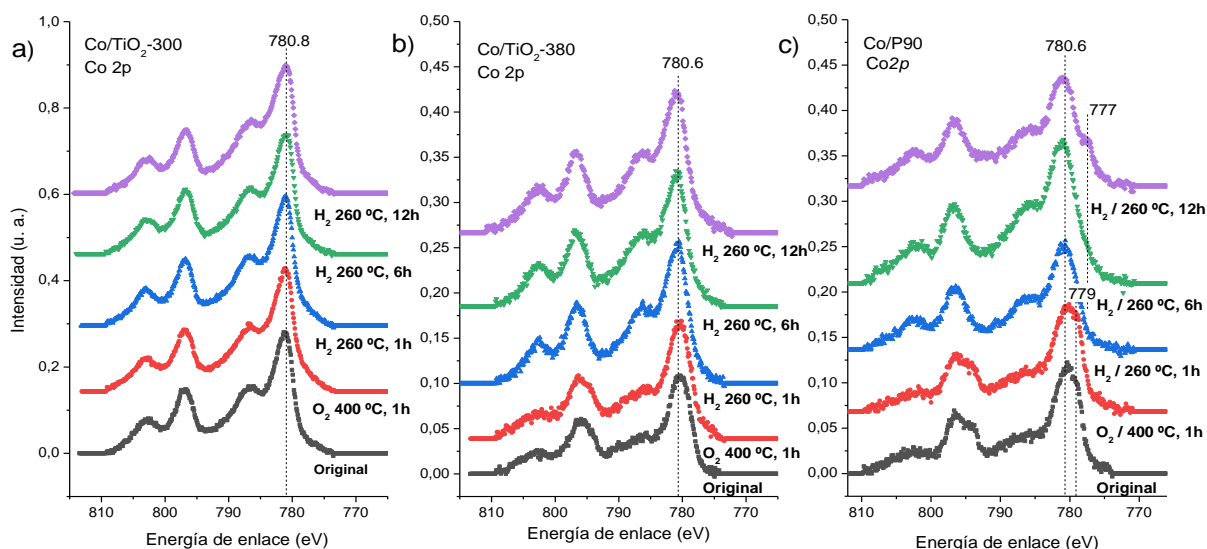 a)
Co/TiO2-300
Co 2p
780.8
1,0
0,8
0,6
0,4
0,2
0,0
Intensidad (u. a.)
H2 260 ºC, 12h
H2 260 ºC, 6h
H2 260 ºC, 1h
O2 400 ºC, 1h
Original
810 800 790 780 770
Energía de enlace (eV)
b)
Co/TiO2-380
Co 2p
780.6
0,50
0,45
0,40
0,35
0,30
0,25
0,20
0,15
0,10
0,05
0,00
H2 260 ºC, 12h
H2 260 ºC, 6h
H2 260 ºC, 1h
O2 400 ºC, 1h
Original
810 800 790 780 770
Energía de enlace (eV)
c)
Co/P90
Co2p
780.6
777
779
0,50
0,45
0,40
0,35
0,30
0,25
0,20
0,15
0,10
0,05
0,00
H2 / 260 ºC, 12h
H2 / 260 ºC, 6h
H2 / 260 ºC, 1h
O2 / 400 ºC, 1h
Original
810 800 790 780 770
Energía de enlace (eV)